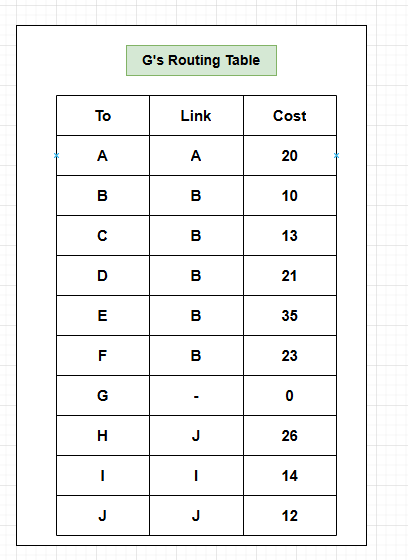 G's Routing Table
To Link Cost
A A 20
B B 10
C B 13
D B 21
E B 35
F B 23
G - 0
H J 26
I I 14
J J 12